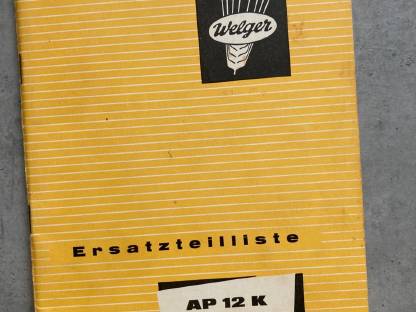 Welger
Ersatzteilliste
AP 12 K